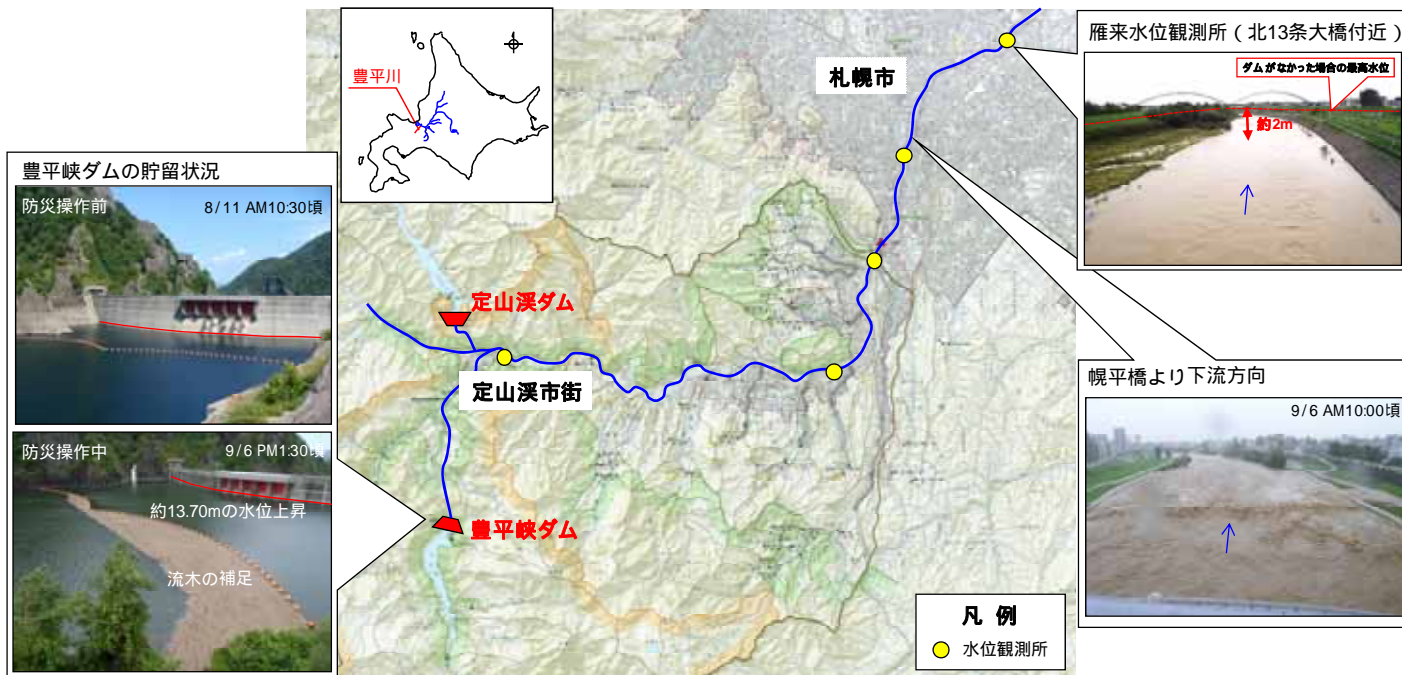 豊平川
豊平峡ダムの貯留状況
防災操作前
8/11 AM10:30頃
防災操作中
9/6 PM1:30頃
約13.70mの水位上昇
流木の補足
札幌市
定山渓ダム
定山渓市街
豊平峡ダム
凡 例
水位観測所
雁来水位観測所（北13条大橋付近）
ダムがなかった場合の最高水位
約2m
幌平橋より下流方向
9/6 AM10:00頃